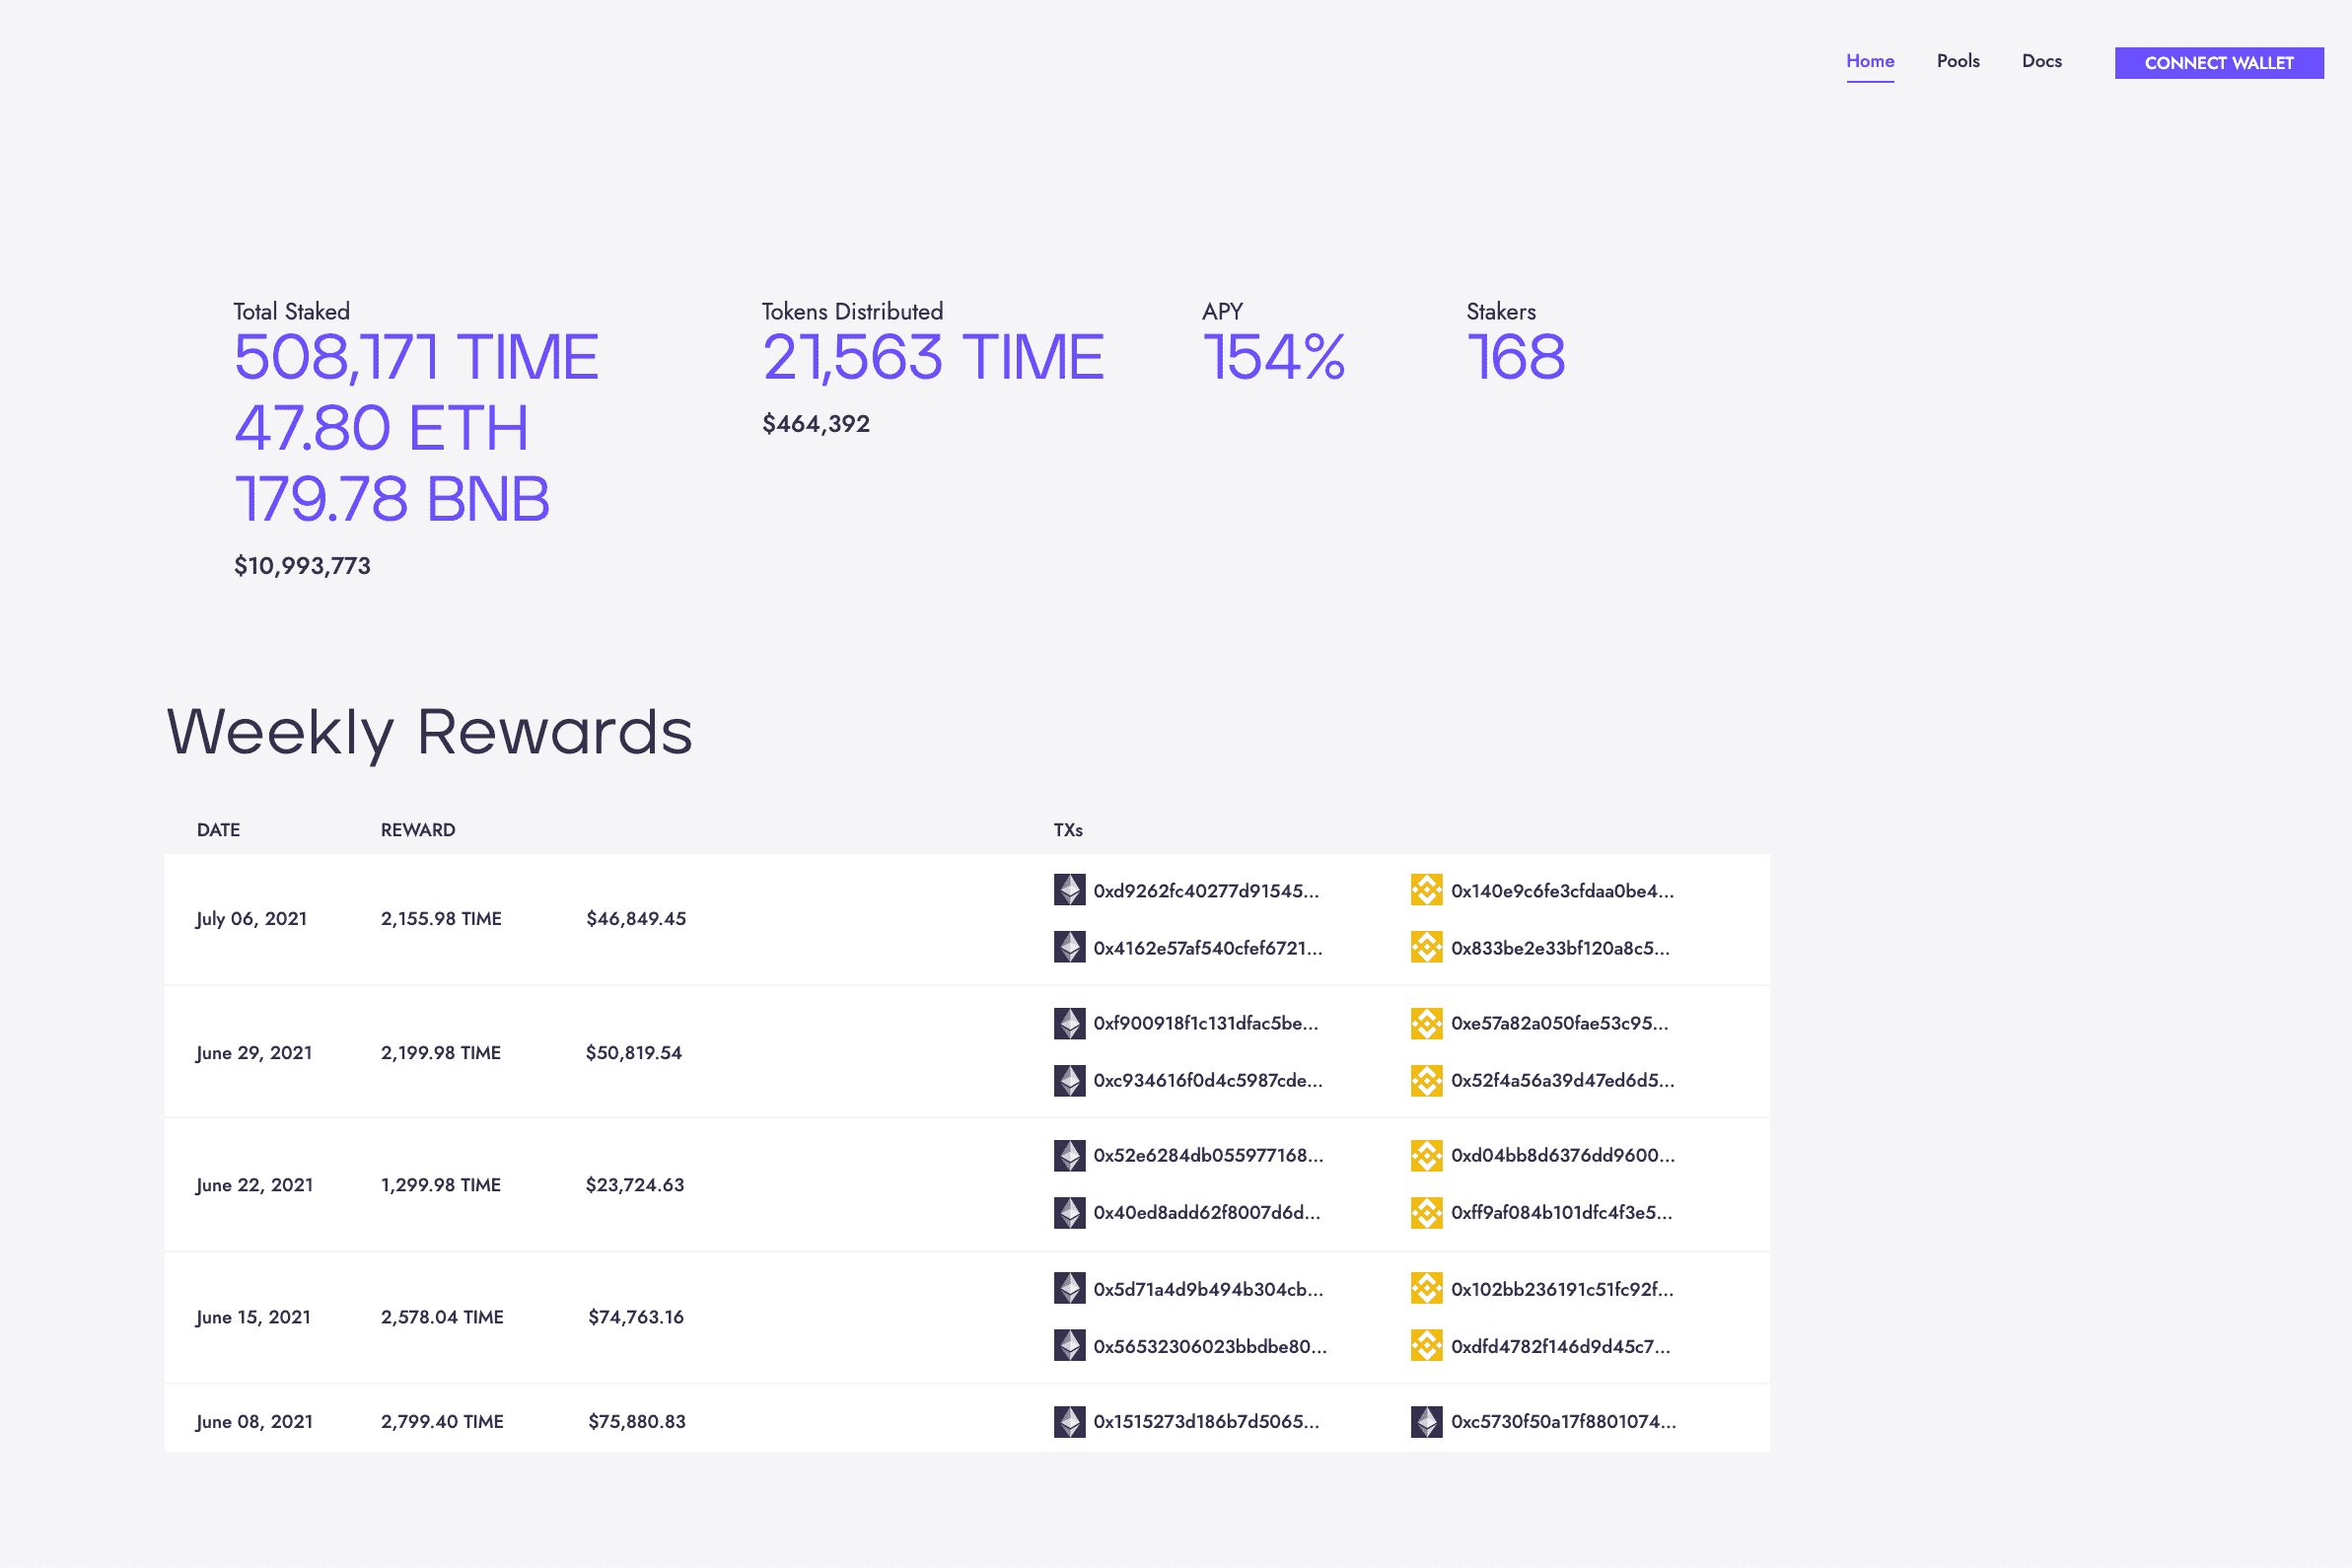 Home Pools Docs CONNECT WALLET
Total Staked Tokens Distributed APY Stakers
508,171 TIME 21,563 TIME 154% 168
47.80 ETH $464,392
179.78 BNB
$10,993,773
Weekly Rewards
DATE REWARD TXs
0xd9262fc40277d91545... 0x140e9c6fe3cfdaa0be4...
July 06, 2021 2,155.98 TIME $46,849.45
0x4162e57af540cfef6721... 0x833be2e33bf120a8c5...
0xf900918f1c131dfac5be... 0xe57a82a050fae53c95...
June 29, 2021 2,199.98 TIME $50,819.54
0xc934616f0d4c5987cde... 0x52f4a56a39d47ed6d5...
0x52e6284db055977168... 0xd04bb8d6376dd9600...
June 22, 2021 1,299.98 TIME $23,724.63
0x40ed8add62f8007d6d... 0xff9af084b101dfc4f3e5...
0x5d71a4d9b494b304cb... 0x102bb236191c51fc92f...
June 15, 2021 2,578.04 TIME $74,763.16
0x56532306023bbdbe80... 0xdfd4782f146d9d45c7...
June 08, 2021 2,799.40 TIME $75,880.83 0x1515273d186b7d5065... 0xc5730f50a17f8801074...